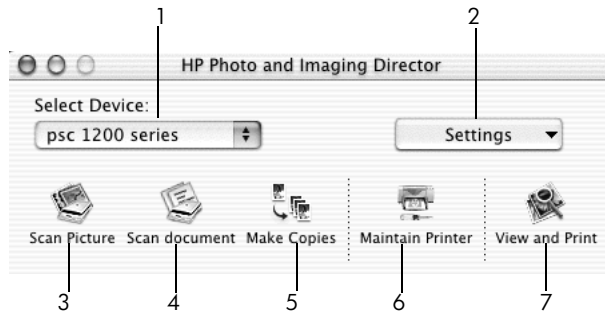 1 2
HP Photo and Imaging Director
Select Device:
psc 1200 series Settings
Scan Picture Scan document Make Copies Maintain Printer View and Print
3 4 5 6 7